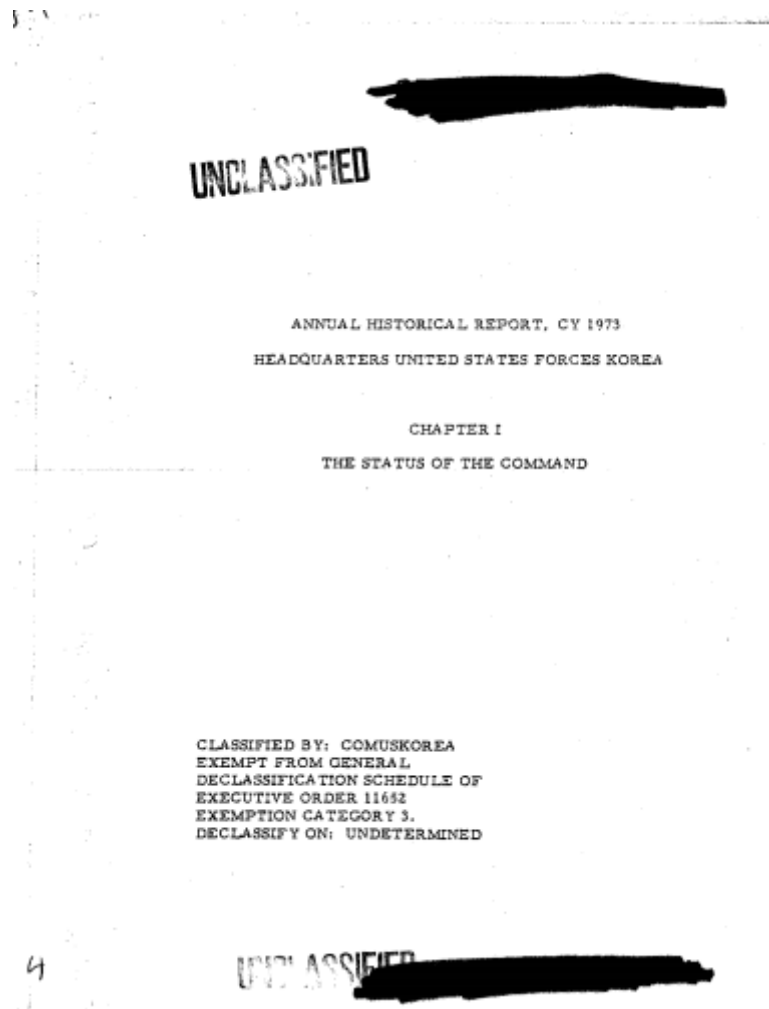 UNCLASSIFIED
ANNUAL HISTORICAL REPORT, CY 1973
HEADQUARTERS UNITED STATES FORCES KOREA
CHAPTER I
THE STATUS OF THE COMMAND
CLASSIFIED BY: COMUSKOREA
EXEMPT FROM GENERAL
DECLASSIFICATION SCHEDULE OF
EXECUTIVE ORDER 11652
EXEMPTION CATEGORY 3.
DECLASSIFY ON: UNDETERMINED
4
UNCLASSIFIED